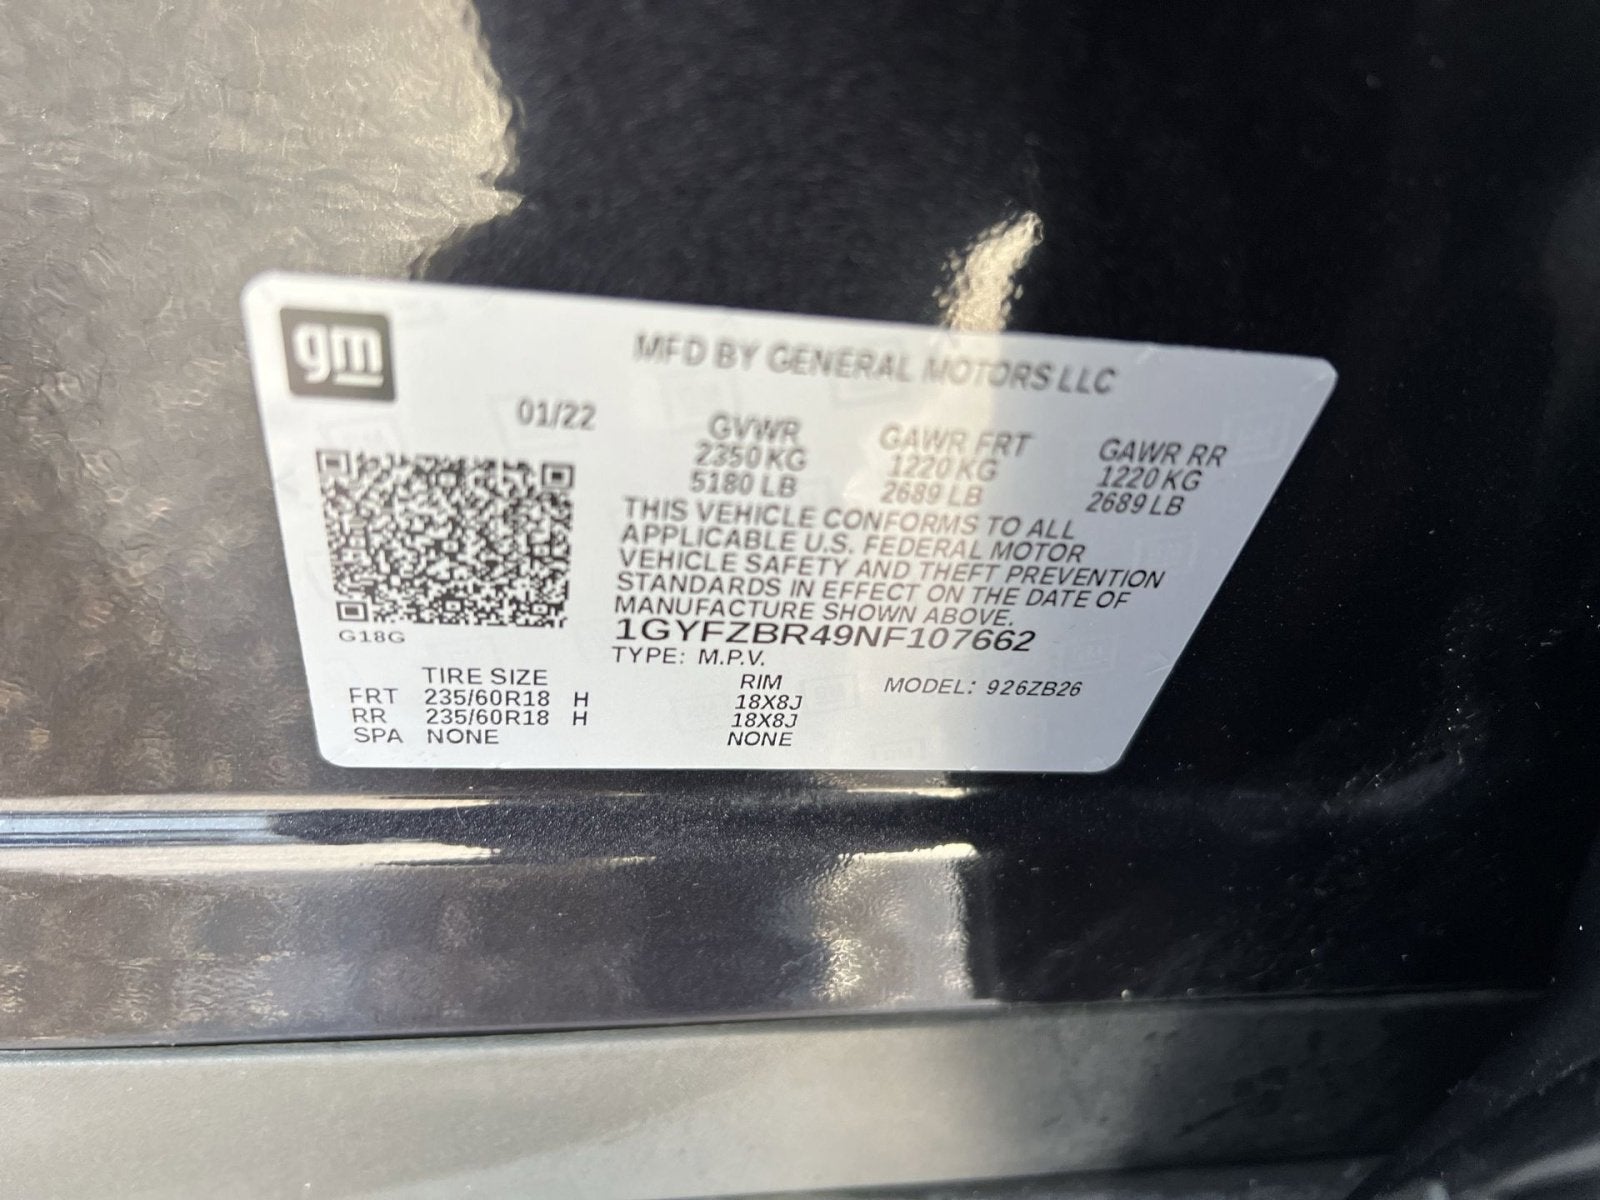 gm
MFD BY GENERAL MOTORS LLC
01/22
GVWR GAWR FRT GAWR RR
2350 KG 1220 KG 1220 KG
5180 LB 2689 LB 2689 LB
THIS VEHICLE CONFORMS TO ALL
APPLICABLE U.S. FEDERAL MOTOR
VEHICLE SAFETY AND THEFT PREVENTION
STANDARDS IN EFFECT ON THE DATE OF
MANUFACTURE SHOWN ABOVE.
G18G
1GYFZBR49NF107662
TYPE: M.P.V.
TIRE SIZE RIM MODEL: 926ZB26
FRT 235/60R18 H 18X8J
RR 235/60R18 H 18X8J
SPA NONE NONE